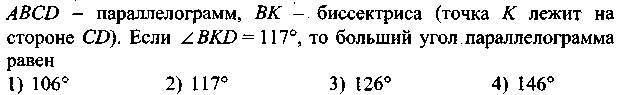 ABCD – параллелограмм, BK – биссектриса (точка K лежит на
стороне CD). Если ∠BKD = 117°, то больший угол параллелограмма
равен
1) 106° 2) 117° 3) 126° 4) 146°